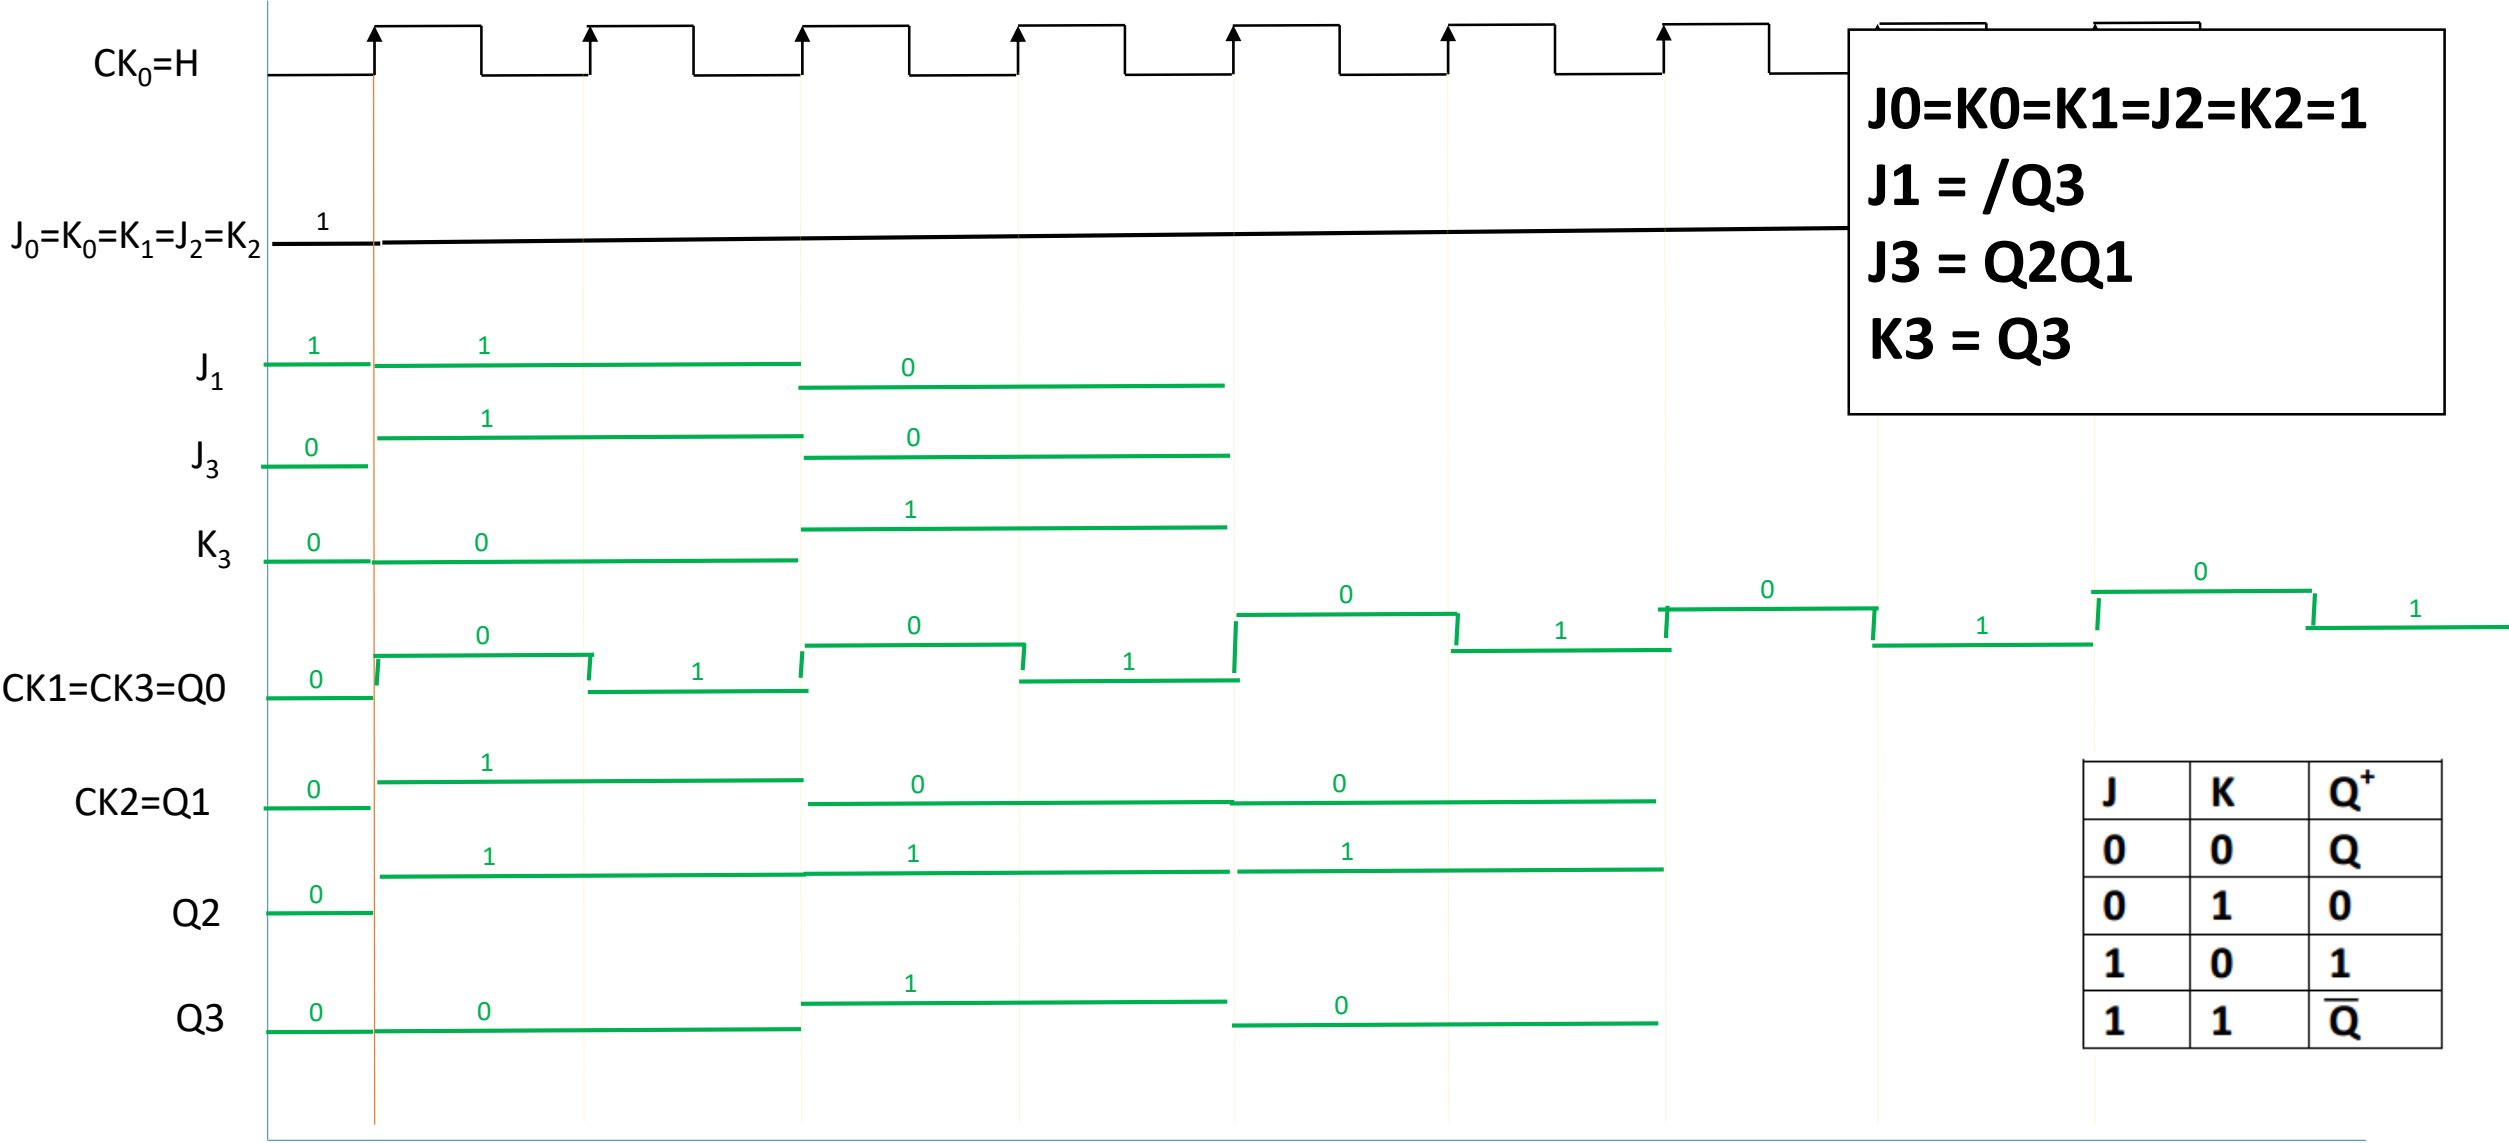 CK0=H
J0=K0=K1=J2=K2=1
J1 = /Q3
J3 = Q2Q1
K3 = Q3
J0=K0=K1=J2=K2 1
J1 1 1 0
J3 0 1 0
K3 0 0 1
CK1=CK3=Q0 0 0 1 0 1 0 1 0 1 0 1
CK2=Q1 0 1 0 0
Q2 0 1 1 1
Q3 0 0 1 0
J K Q+
0 0 Q
0 1 0
1 0 1
1 1 Q̅